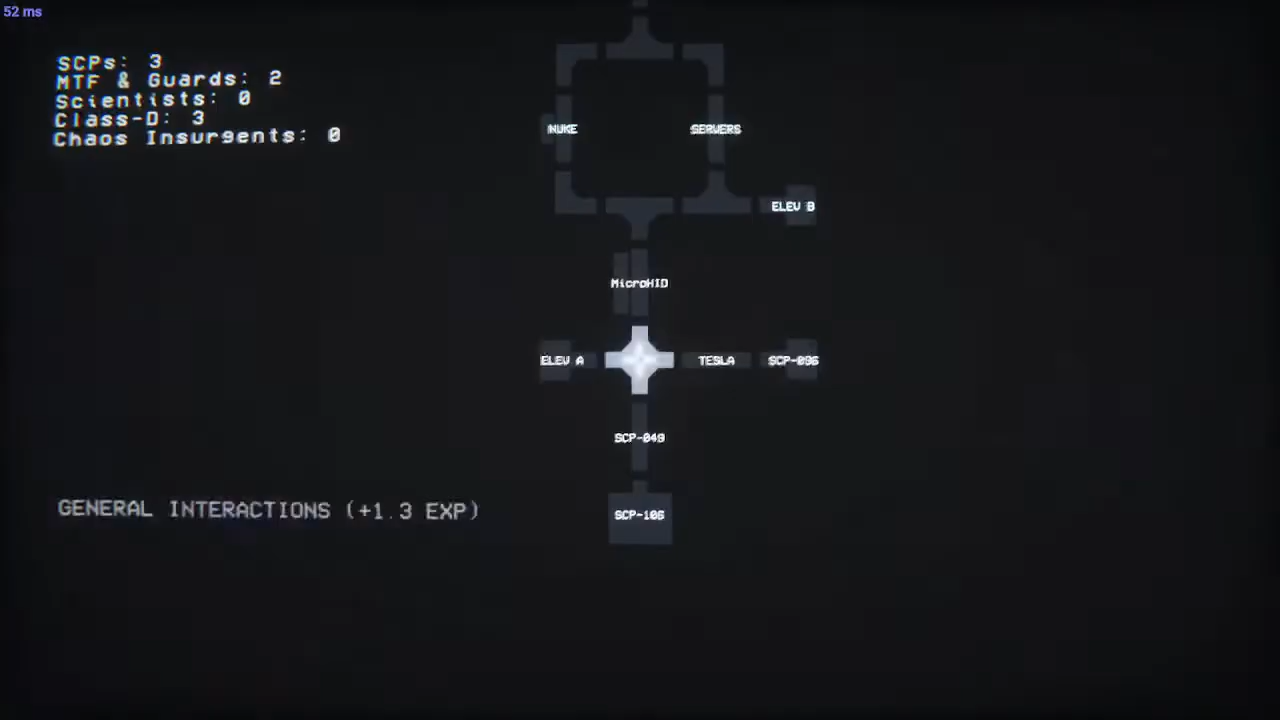 52 ms
SCPs: 3
MTF & Guards: 2
Scientists: 0
Class-D: 3
Chaos Insurgents: 0
NUKE
SERVERS
ELEV B
MicroHID
ELEV A
TESLA
SCP-096
SCP-049
GENERAL INTERACTIONS (+1.3 EXP)
SCP-106